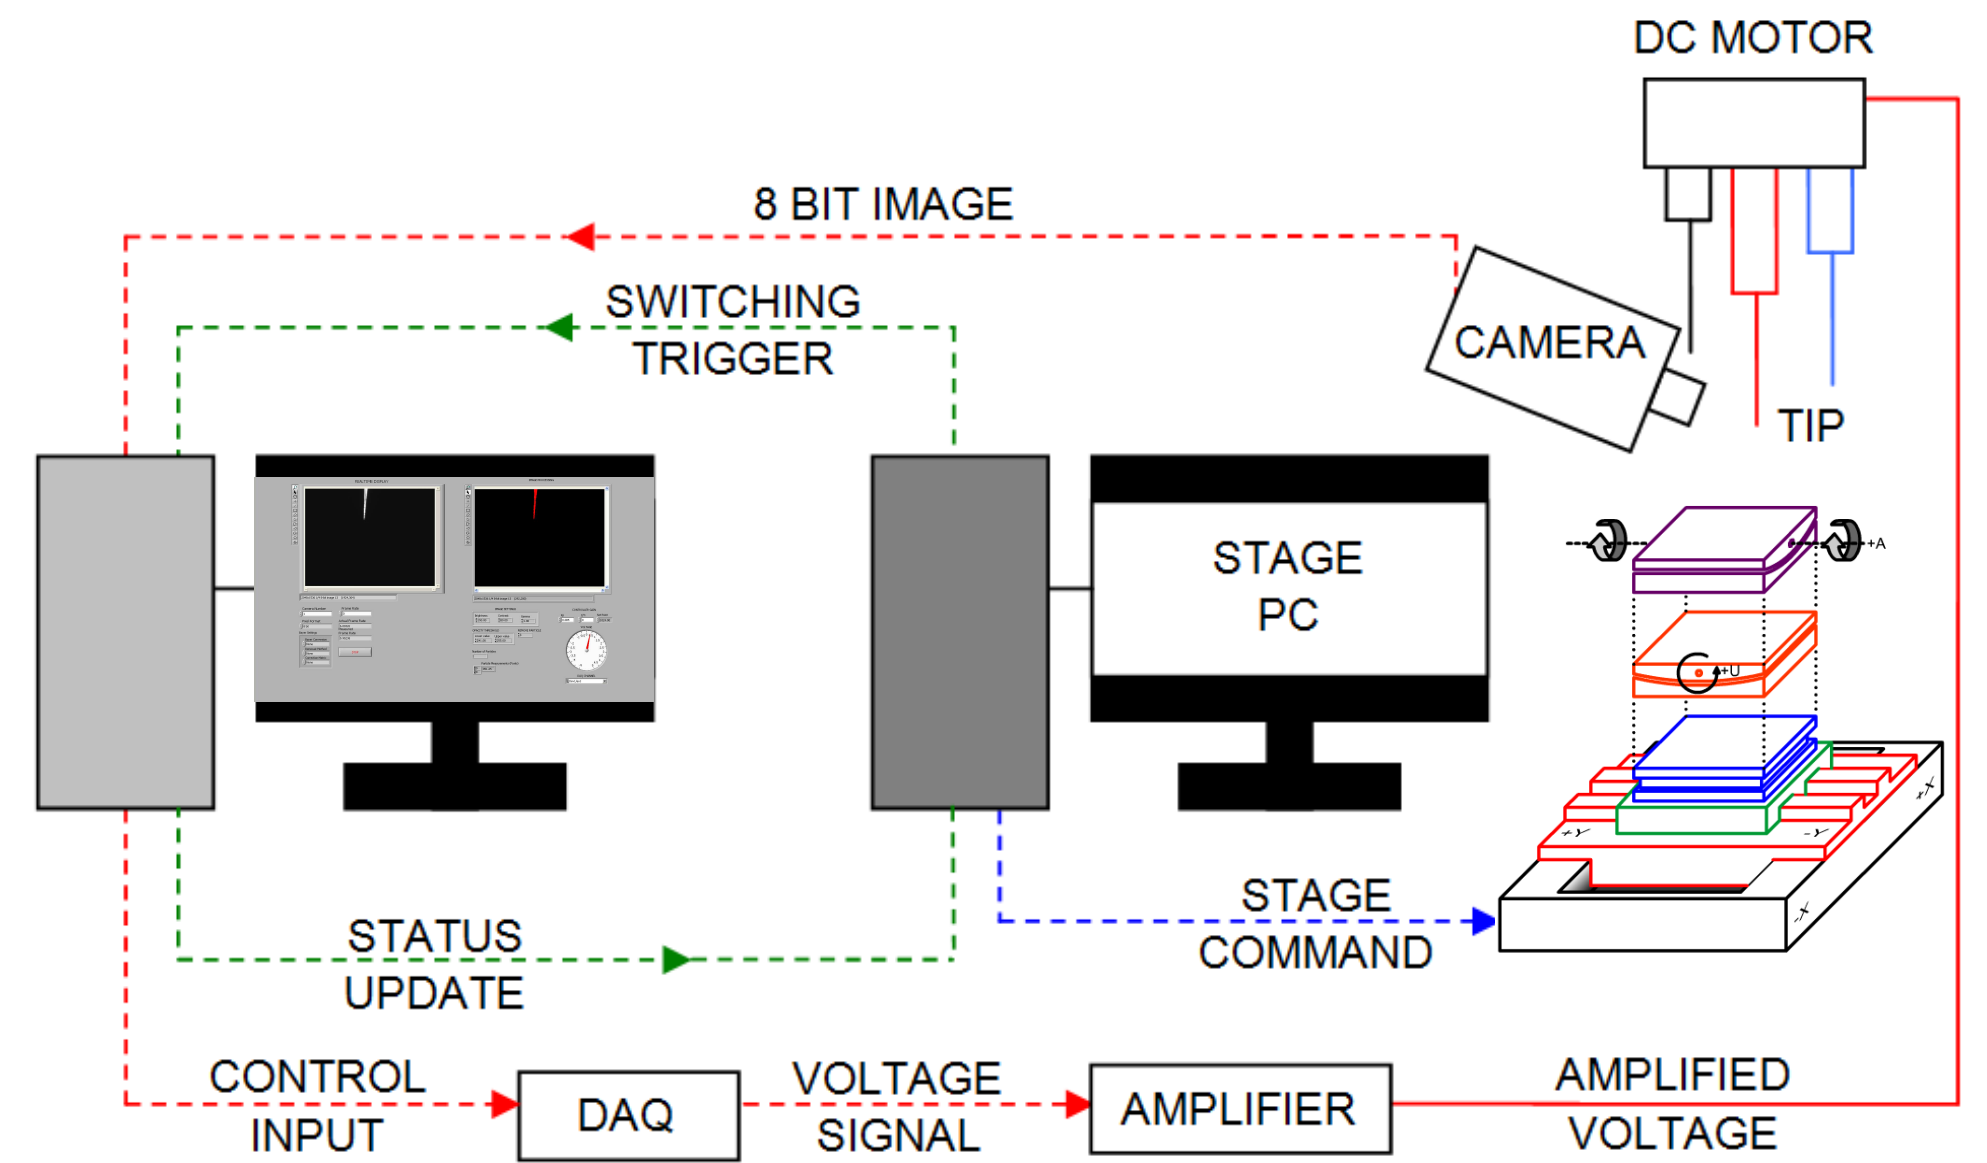 DC MOTOR
8 BIT IMAGE
SWITCHING
TRIGGER
CAMERA
TIP
STAGE
PC
+A
+U
+X
+Y
-Y
-X
STAGE
COMMAND
STATUS
UPDATE
CONTROL
INPUT
DAQ
VOLTAGE
SIGNAL
AMPLIFIER
AMPLIFIED
VOLTAGE